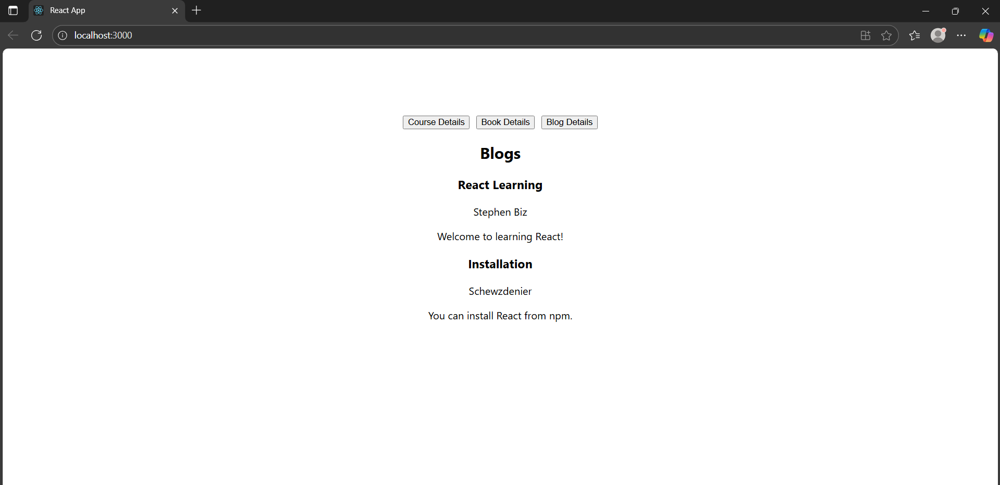 React App
localhost:3000
Course Details Book Details Blog Details
Blogs
React Learning
Stephen Biz
Welcome to learning React!
Installation
Schewzdenier
You can install React from npm.